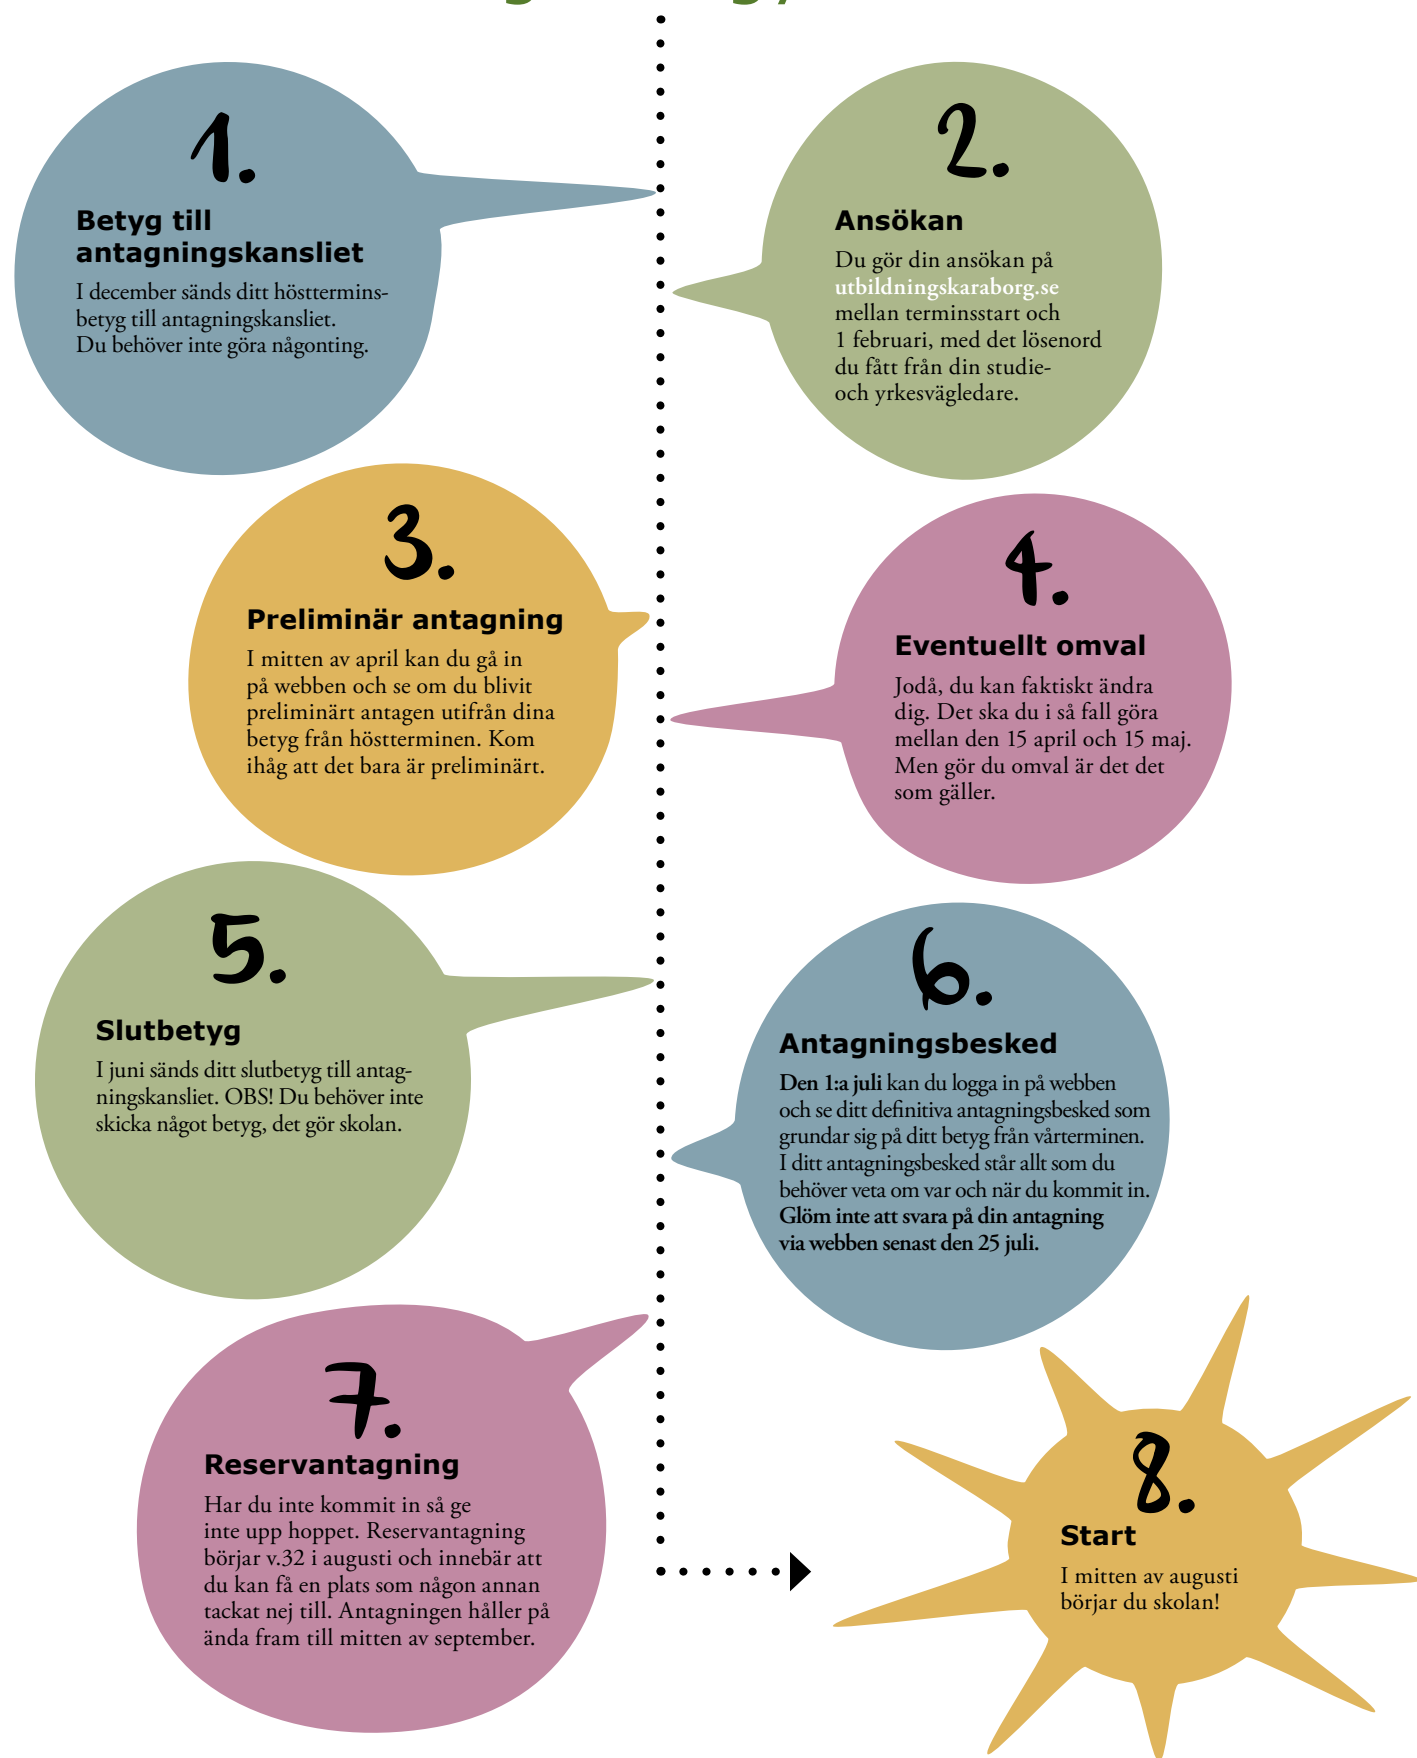 1.
Betyg till
antagningskansliet
I december sänds ditt hösttermins-
betyg till antagningskansliet.
Du behöver inte göra någonting.
2.
Ansökan
Du gör din ansökan på
utbildningskaraborg.se
mellan terminsstart och
1 februari, med det lösenord
du fått från din studie-
och yrkesvägledare.
3.
Preliminär antagning
I mitten av april kan du gå in
på webben och se om du blivit
preliminärt antagen utifrån dina
betyg från höstterminen. Kom
ihåg att det bara är preliminärt.
4.
Eventuellt omval
Jodå, du kan faktiskt ändra
dig. Det ska du i så fall göra
mellan den 15 april och 15 maj.
Men gör du omval är det det
som gäller.
5.
Slutbetyg
I juni sänds ditt slutbetyg till antag-
ningskansliet. OBS! Du behöver inte
skicka något betyg, det gör skolan.
6.
Antagningsbesked
Den 1:a juli kan du logga in på webben
och se ditt definitiva antagningsbesked som
grundar sig på ditt betyg från vårterminen.
I ditt antagningsbesked står allt som du
behöver veta om var och när du kommit in.
Glöm inte att svara på din antagning
via webben senast den 25 juli.
7.
Reservantagning
Har du inte kommit in så ge
inte upp hoppet. Reservantagning
börjar v.32 i augusti och innebär att
du kan få en plats som någon annan
tackat nej till. Antagningen håller på
ända fram till mitten av september.
8.
Start
I mitten av augusti
börjar du skolan!